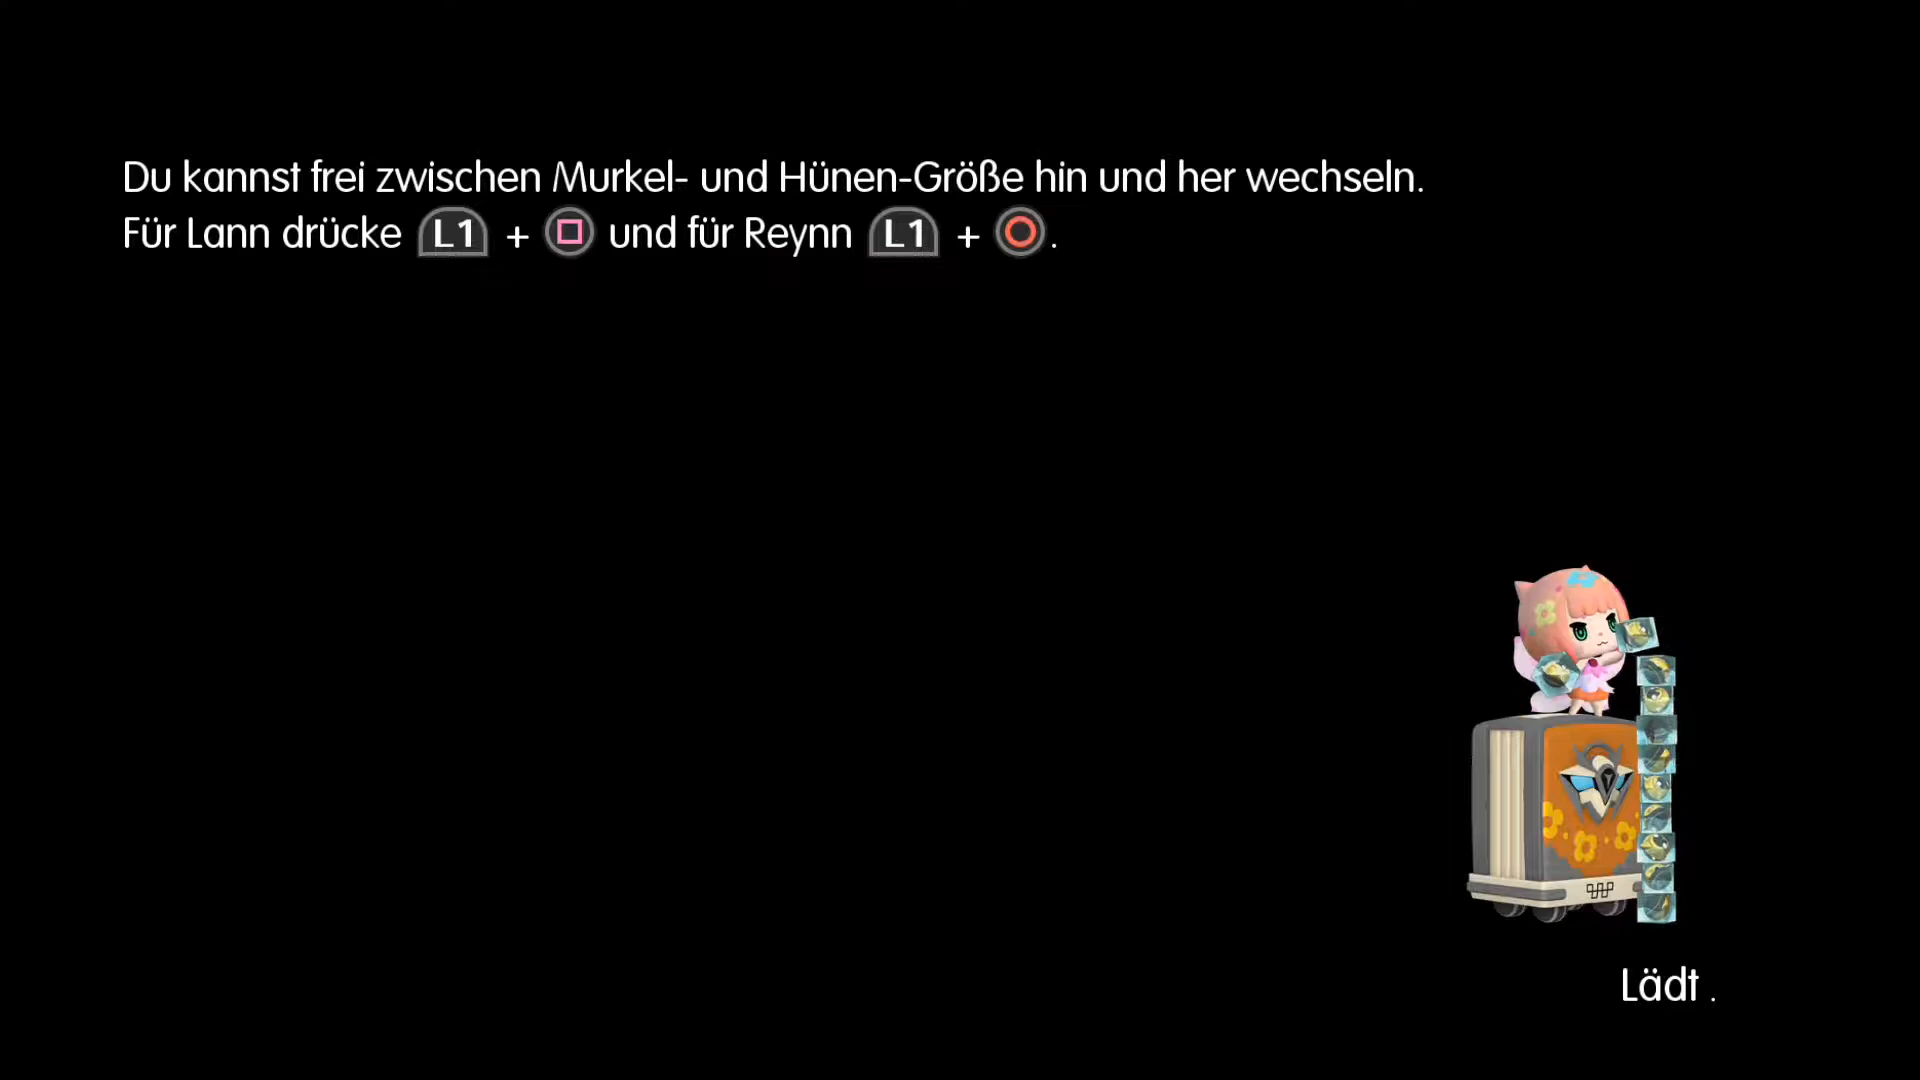 Du kannst frei zwischen Murkel- und Hünen-Größe hin und her wechseln.
Für Lann drücke L1 + □ und für Reynn L1 + ○.
Lädt .